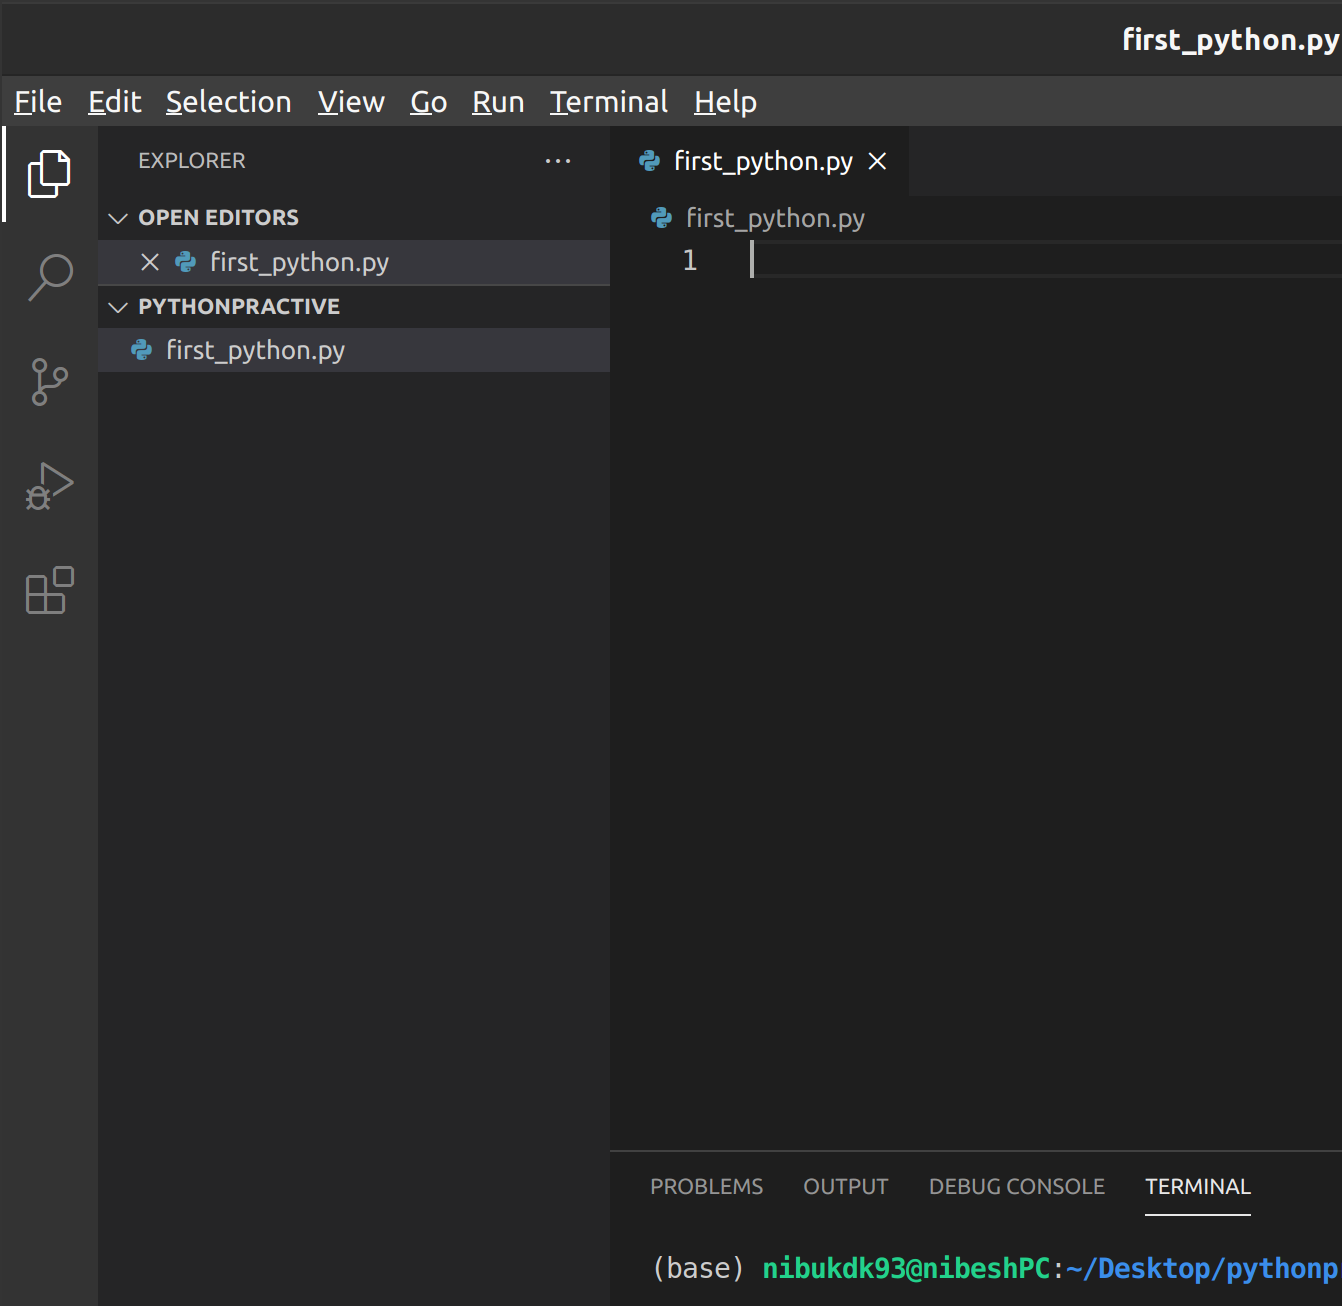 first_python.py
File Edit Selection View Go Run Terminal Help
EXPLORER ...
OPEN EDITORS
first_python.py
PYTHONPRACTIVE
first_python.py
first_python.py
first_python.py
1
PROBLEMS OUTPUT DEBUG CONSOLE TERMINAL
(base) nibukdk93@nibeshPC:~/Desktop/pythonp